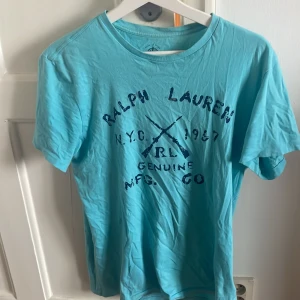 RALPH LAUREN
N.Y.C. 1967
RL
GENUINE
MFG. CO